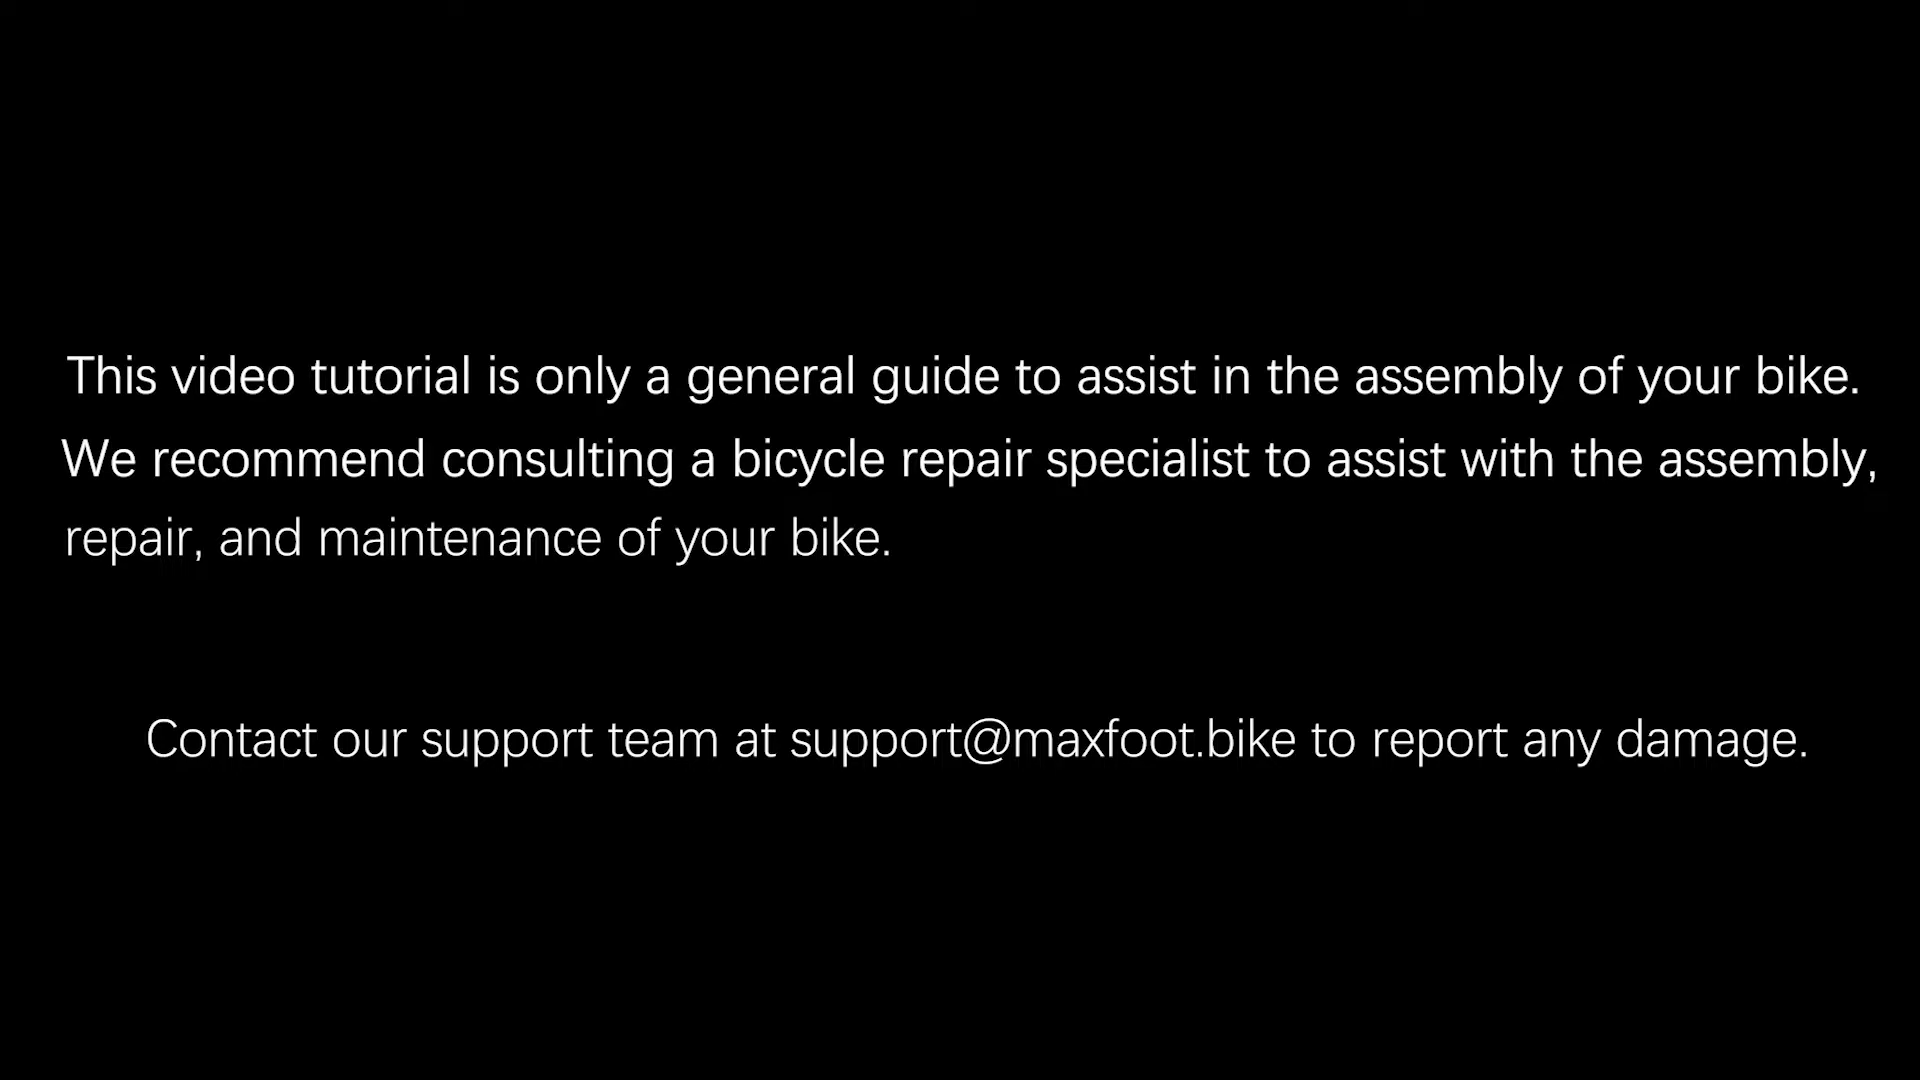 This video tutorial is only a general guide to assist in the assembly of your bike.
We recommend consulting a bicycle repair specialist to assist with the assembly,
repair, and maintenance of your bike.
Contact our support team at support@maxfoot.bike to report any damage.